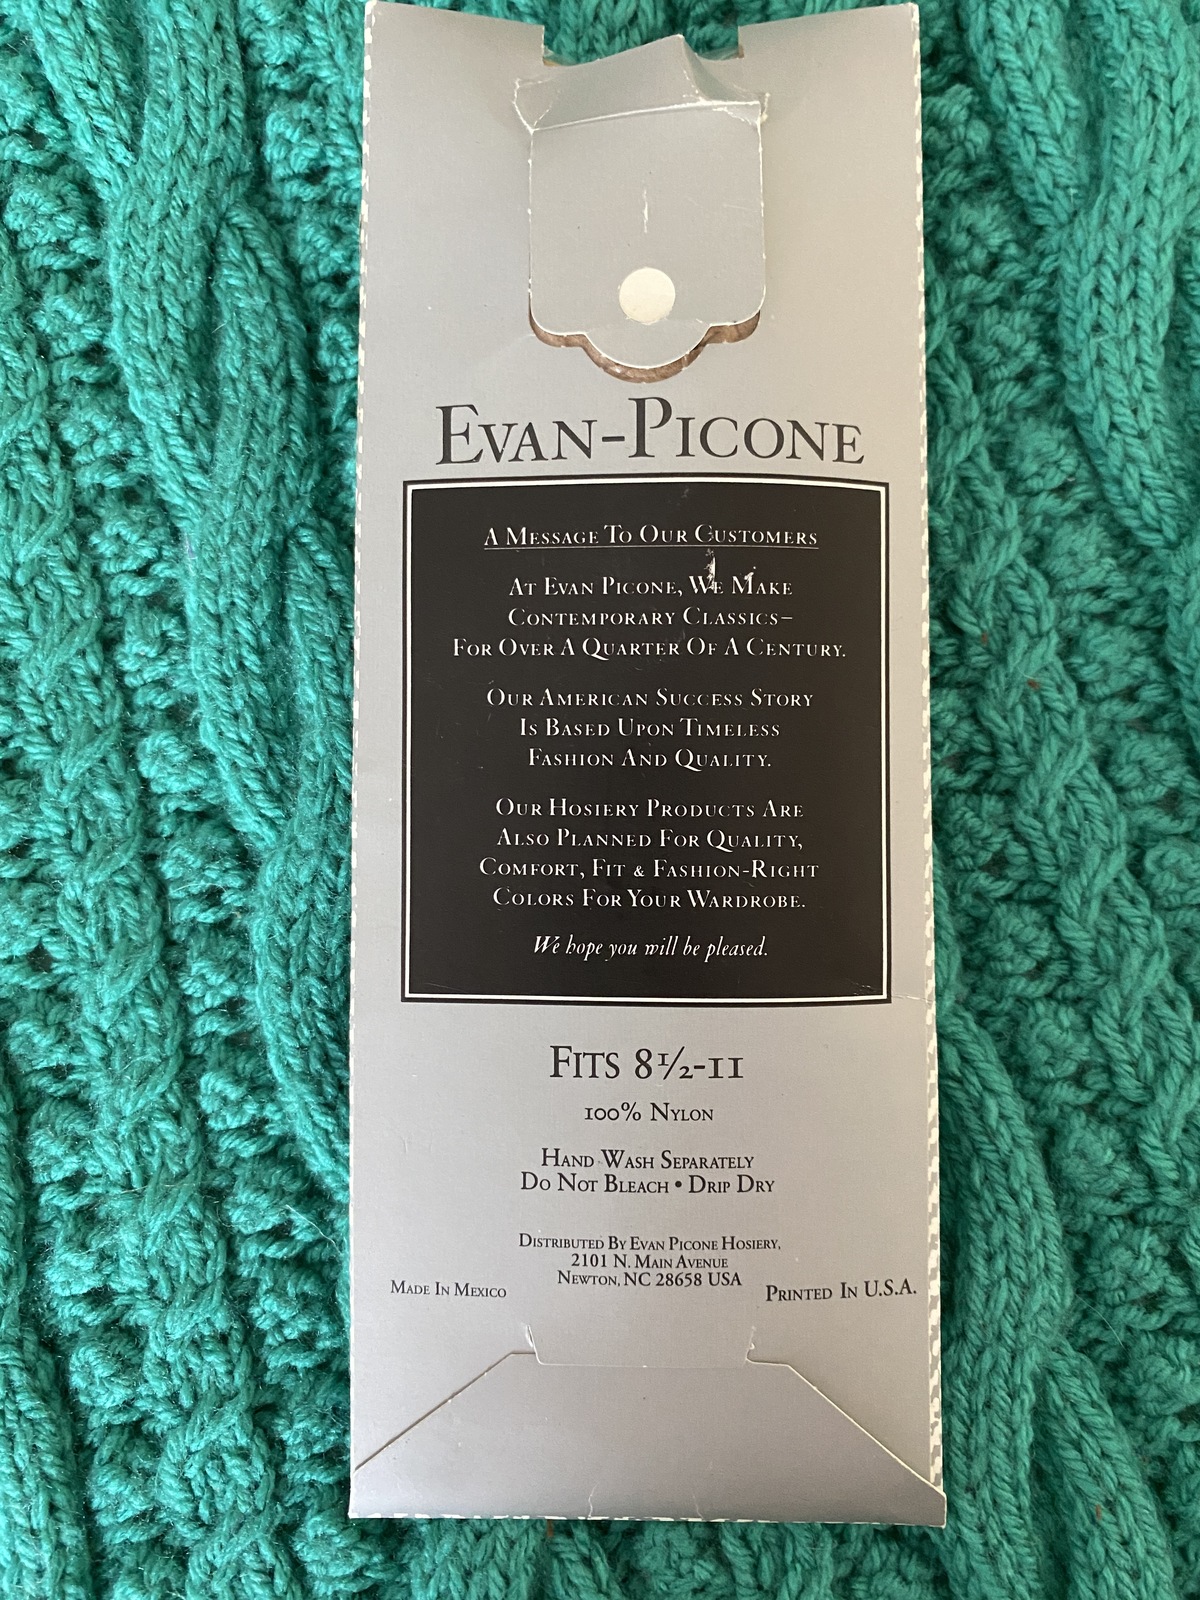 EVAN-PICONE
A MESSAGE TO OUR CUSTOMERS
AT EVAN PICONE, WE MAKE
CONTEMPORARY CLASSICS–
FOR OVER A QUARTER OF A CENTURY.
OUR AMERICAN SUCCESS STORY
IS BASED UPON TIMELESS
FASHION AND QUALITY.
OUR HOSIERY PRODUCTS ARE
ALSO PLANNED FOR QUALITY,
COMFORT, FIT & FASHION-RIGHT
COLORS FOR YOUR WARDROBE.
We hope you will be pleased.
FITS 8½-11
100% NYLON
HAND WASH SEPARATELY
DO NOT BLEACH • DRIP DRY
DISTRIBUTED BY EVAN PICONE HOSIERY,
2101 N. MAIN AVENUE
NEWTON, NC 28658 USA
MADE IN MEXICO
PRINTED IN U.S.A.